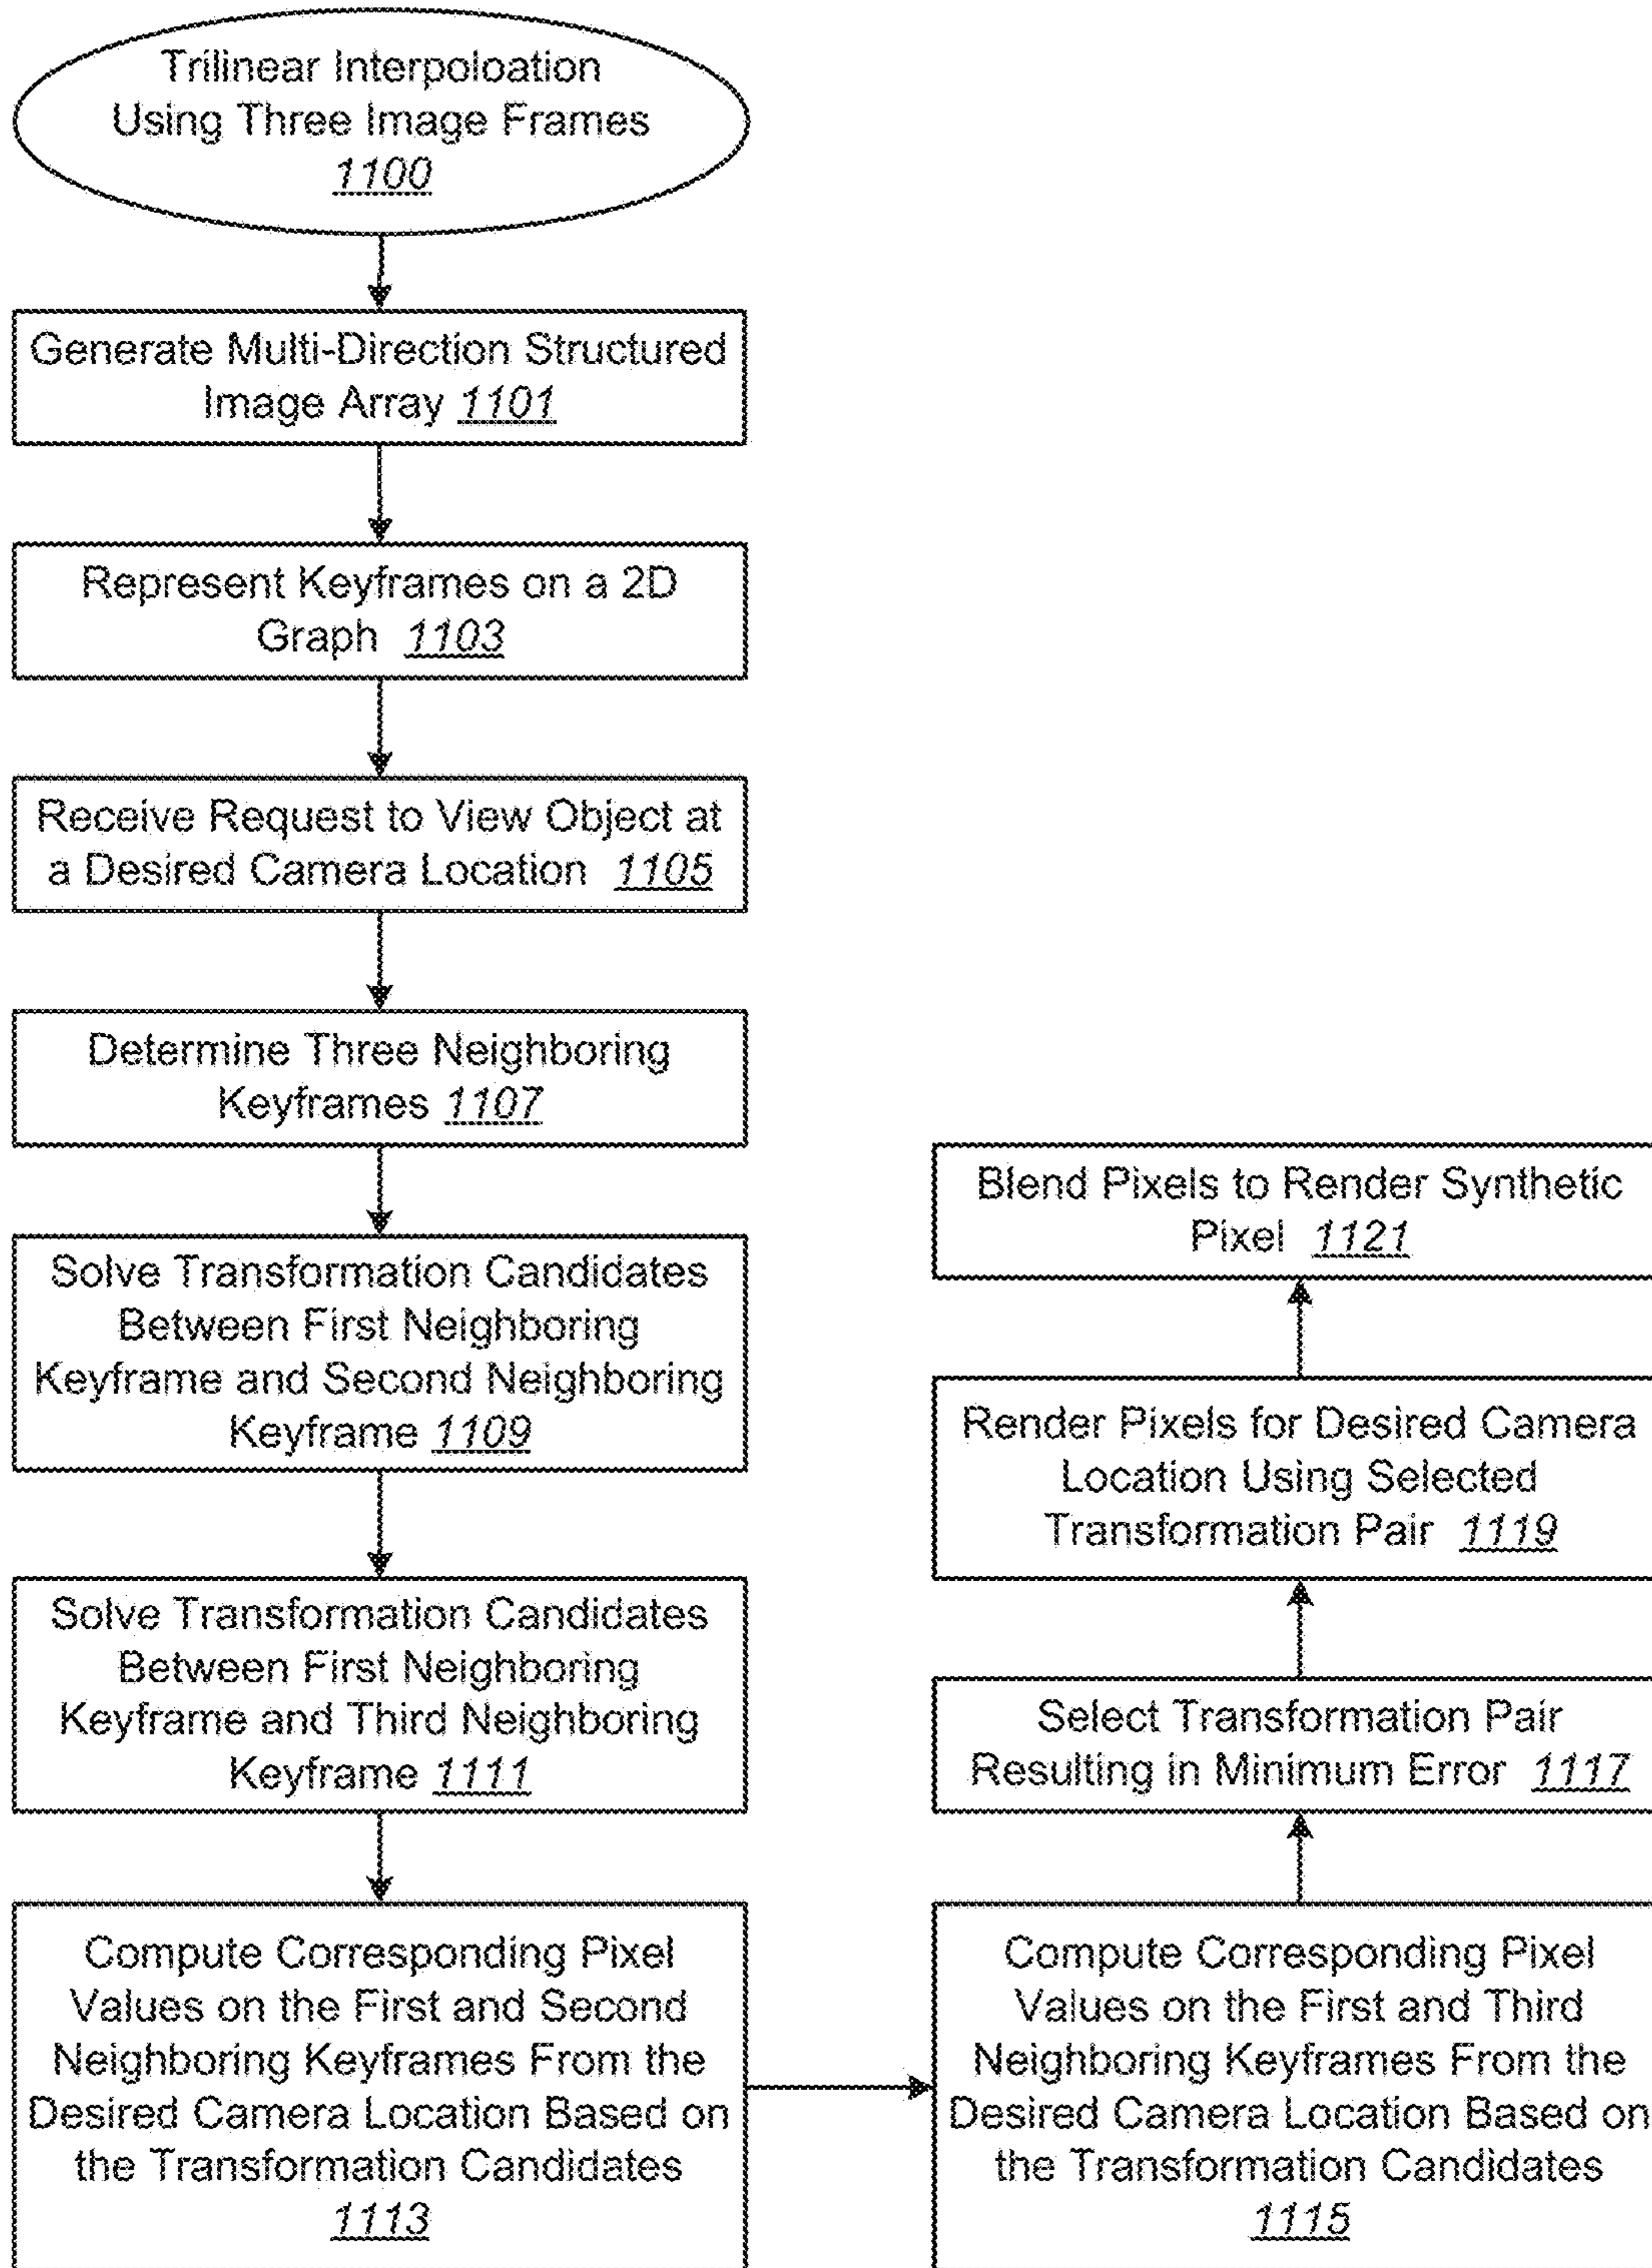 Trilinear Interpoloation
Using Three Image Frames
1100
Generate Multi-Direction Structured
Image Array 1101
Represent Keyframes on a 2D
Graph 1103
Receive Request to View Object at
a Desired Camera Location 1105
Determine Three Neighboring
Keyframes 1107
Solve Transformation Candidates
Between First Neighboring
Keyframe and Second Neighboring
Keyframe 1109
Solve Transformation Candidates
Between First Neighboring
Keyframe and Third Neighboring
Keyframe 1111
Compute Corresponding Pixel
Values on the First and Second
Neighboring Keyframes From the
Desired Camera Location Based on
the Transformation Candidates
1113
Compute Corresponding Pixel
Values on the First and Third
Neighboring Keyframes From the
Desired Camera Location Based on
the Transformation Candidates
1115
Select Transformation Pair
Resulting in Minimum Error 1117
Render Pixels for Desired Camera
Location Using Selected
Transformation Pair 1119
Blend Pixels to Render Synthetic
Pixel 1121